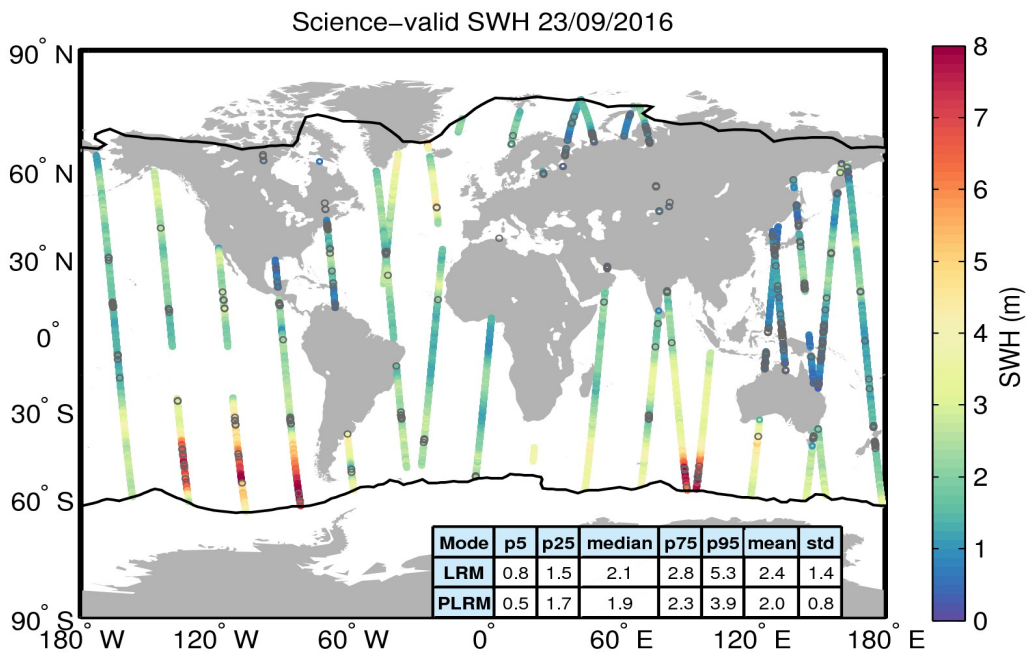 Science−valid SWH 23/09/2016
90° N
60° N
30° N
0°
30° S
60° S
90° S
180° W
120° W
60° W
0°
60° E
120° E
180° E
Mode p5 p25 median p75 p95 mean std
LRM 0.8 1.5 2.1 2.8 5.3 2.4 1.4
PLRM 0.5 1.7 1.9 2.3 3.9 2.0 0.8
8
7
6
5
4
3
2
1
0
SWH (m)